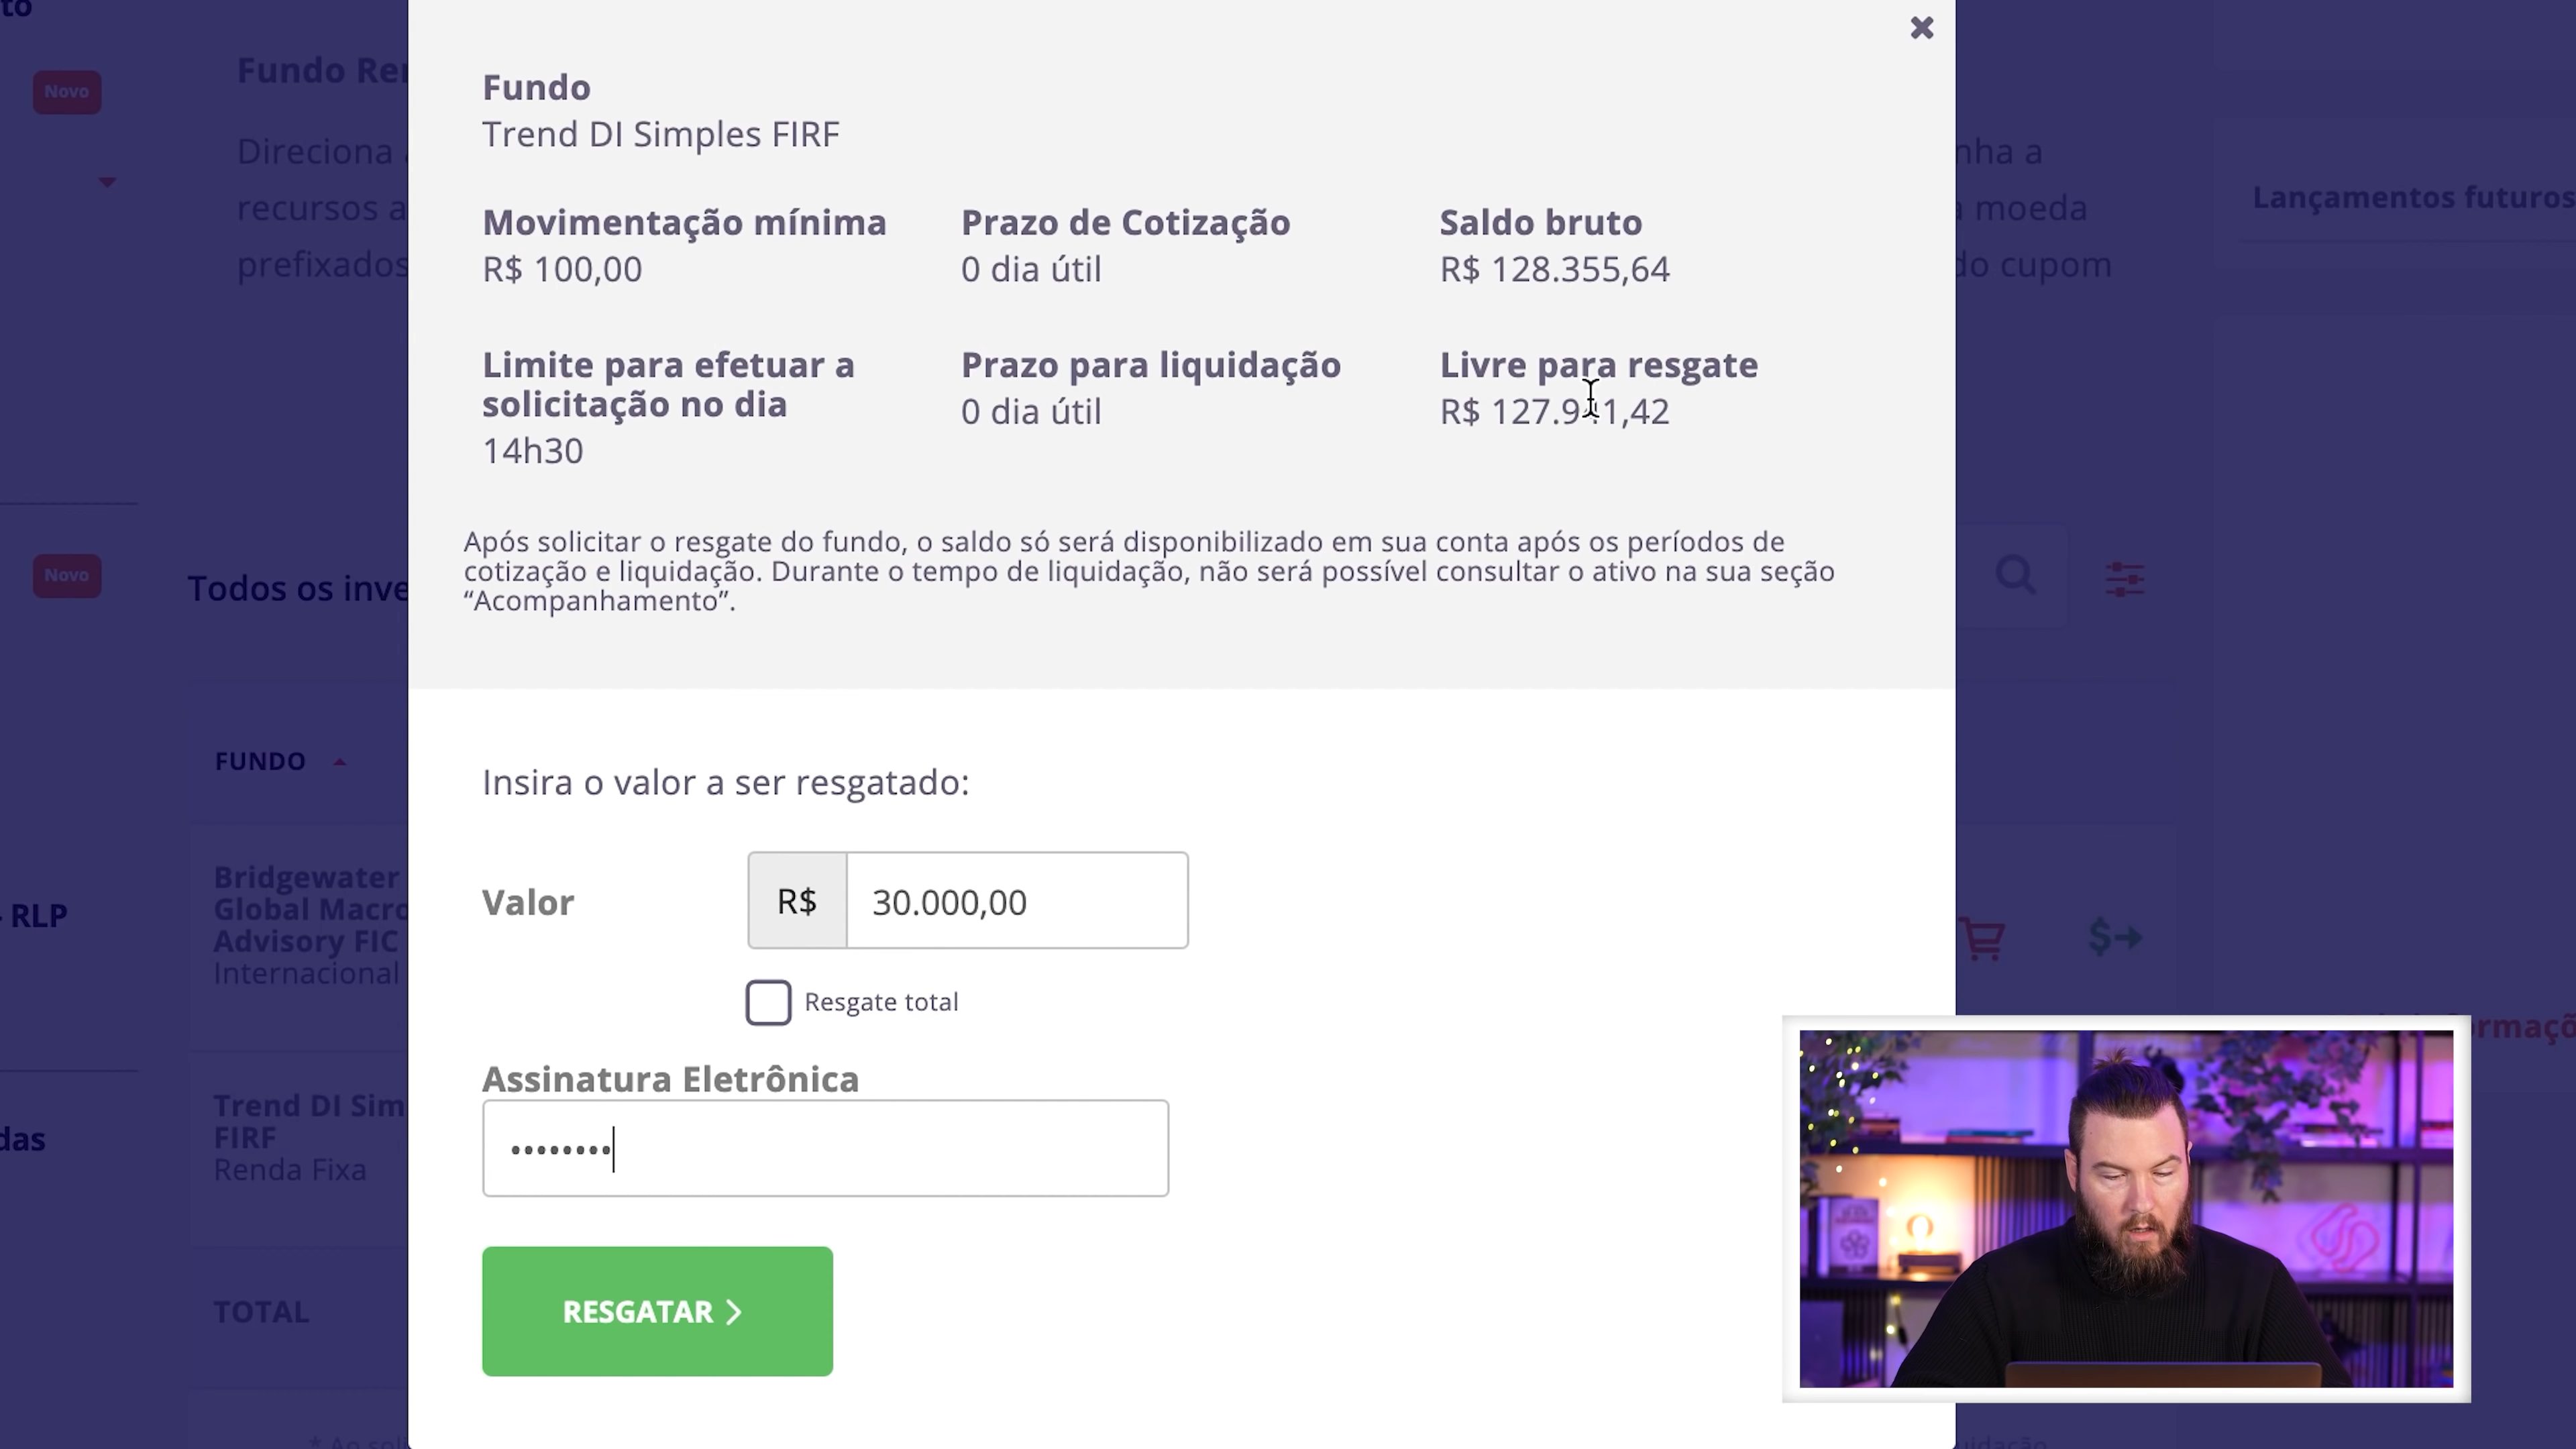 to
Novo
Fundo
Direciona
recursos
prefixados
nha a
moeda
do cupom
Lançamentos futuros
Fundo
Trend DI Simples FIRF
Movimentação mínima
R$ 100,00
Prazo de Cotização
0 dia útil
Saldo bruto
R$ 128.355,64
Limite para efetuar a
solicitação no dia
14h30
Prazo para liquidação
0 dia útil
Livre para resgate
Após solicitar o resgate do fundo, o saldo só será disponibilizado em sua conta após os períodos de
cotização e liquidação. Durante o tempo de liquidação, não será possível consultar o ativo na sua seção
“Acompanhamento”.
Novo
Todos os inve
FUNDO
Insira o valor a ser resgatado:
Bridgewater
Global Macro
Advisory FIC
Internacional
RLP
Valor
R$ 30.000,00
Resgate total
Trend DI Sim
FIRF
Renda Fixa
das
Assinatura Eletrônica
••••••••
TOTAL
RESGATAR